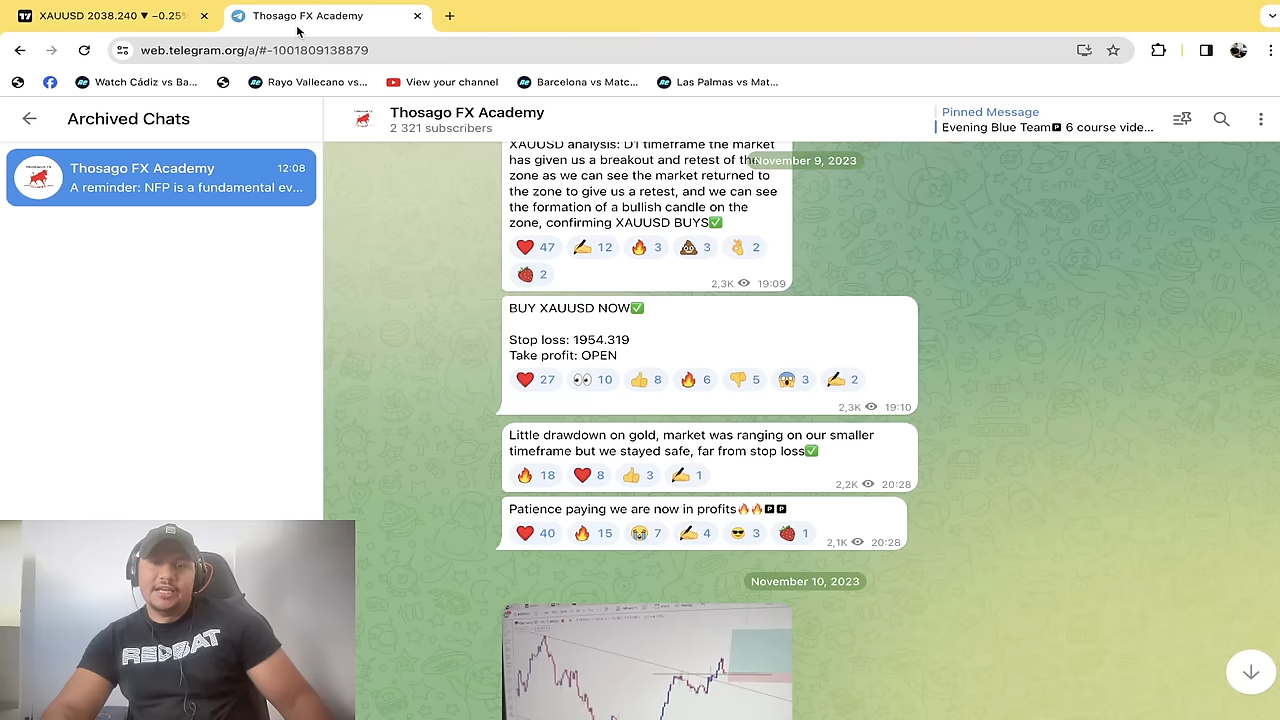 XAUUSD 2038.240 ▼ −0.25%
Thosago FX Academy
web.telegram.org/a/#-1001809138879
Watch Cádiz vs Ba...
Rayo Vallecano vs...
View your channel
Barcelona vs Matc...
Las Palmas vs Mat...
Archived Chats
Thosago FX Academy
2 321 subscribers
Pinned Message
Evening Blue Team🅿 6 course vide...
Thosago FX Academy 12:08
A reminder: NFP is a fundamental ev...
November 9, 2023
XAUUSD analysis: D1 timeframe the market
has given us a breakout and retest of the
zone as we can see the market returned to
the zone to give us a retest, and we can see
the formation of a bullish candle on the
zone, confirming XAUUSD BUYS✅
❤️ 47 ✍️ 12 🔥 3 💩 3 🫰 2
🍓 2
2,3K 19:09
BUY XAUUSD NOW✅
Stop loss: 1954.319
Take profit: OPEN
❤️ 27 👀 10 👍 8 🔥 6 👎 5 😱 3 ✍️ 2
2,3K 19:10
Little drawdown on gold, market was ranging on our smaller
timeframe but we stayed safe, far from stop loss✅
🔥 18 ❤️ 8 👍 3 ✍️ 1
2,2K 20:28
Patience paying we are now in profits🔥🔥🅿🅿
❤️ 40 🔥 15 😭 7 ✍️ 4 😎 3 🍓 1
2,1K 20:28
November 10, 2023
REDBAT